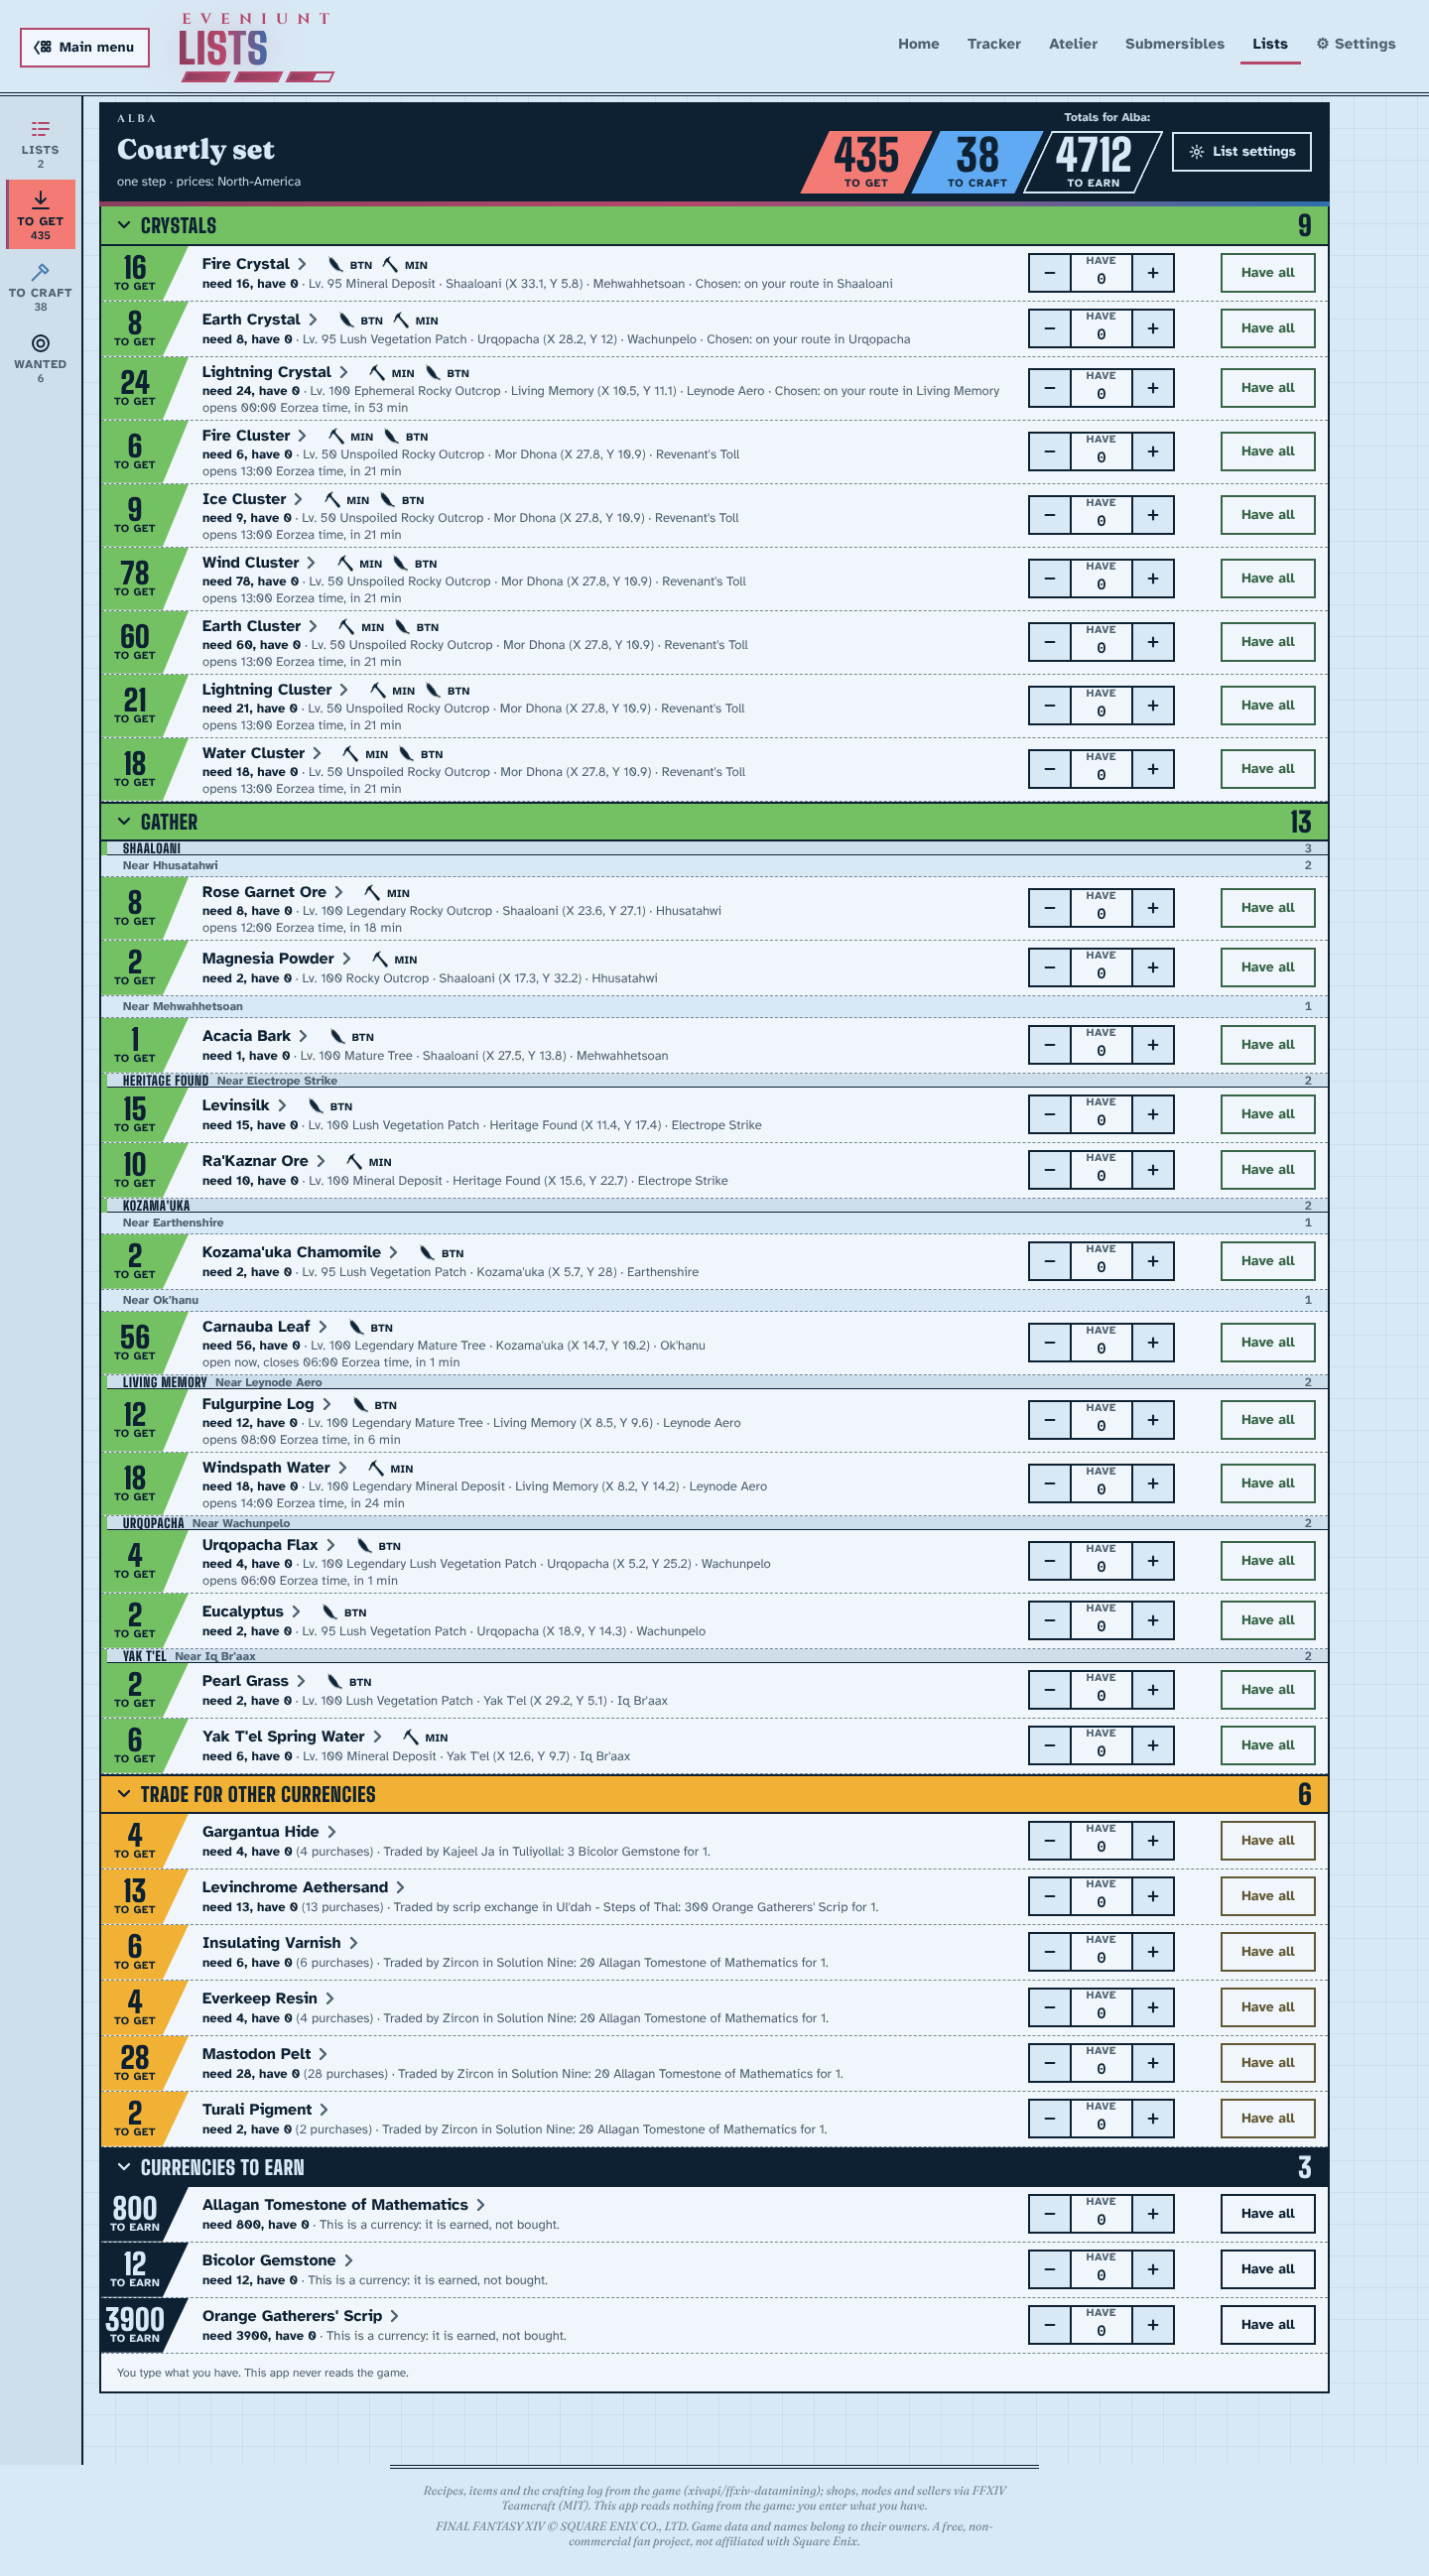 Main menu
EVENIUNT
LISTS
Home
Tracker
Atelier
Submersibles
Lists
Settings
LISTS
2
TO GET
435
TO CRAFT
38
WANTED
6
ALBA
Courtly set
one step · prices: North-America
Totals for Alba:
435
TO GET
38
TO CRAFT
4712
TO EARN
List settings
CRYSTALS 9
16 TO GET
Fire Crystal BTN MIN
need 16, have 0 · Lv. 95 Mineral Deposit · Shaaloani (X 33.1, Y 5.8) · Mehwahhetsoan · Chosen: on your route in Shaaloani
HAVE 0 Have all
8 TO GET
Earth Crystal BTN MIN
need 8, have 0 · Lv. 95 Lush Vegetation Patch · Urqopacha (X 28.2, Y 12) · Wachunpelo · Chosen: on your route in Urqopacha
HAVE 0 Have all
24 TO GET
Lightning Crystal MIN BTN
need 24, have 0 · Lv. 100 Ephemeral Rocky Outcrop · Living Memory (X 10.5, Y 11.1) · Leynode Aero · Chosen: on your route in Living Memory
opens 00:00 Eorzea time, in 53 min
HAVE 0 Have all
6 TO GET
Fire Cluster MIN BTN
need 6, have 0 · Lv. 50 Unspoiled Rocky Outcrop · Mor Dhona (X 27.8, Y 10.9) · Revenant's Toll
opens 13:00 Eorzea time, in 21 min
HAVE 0 Have all
9 TO GET
Ice Cluster MIN BTN
need 9, have 0 · Lv. 50 Unspoiled Rocky Outcrop · Mor Dhona (X 27.8, Y 10.9) · Revenant's Toll
opens 13:00 Eorzea time, in 21 min
HAVE 0 Have all
78 TO GET
Wind Cluster MIN BTN
need 78, have 0 · Lv. 50 Unspoiled Rocky Outcrop · Mor Dhona (X 27.8, Y 10.9) · Revenant's Toll
opens 13:00 Eorzea time, in 21 min
HAVE 0 Have all
60 TO GET
Earth Cluster MIN BTN
need 60, have 0 · Lv. 50 Unspoiled Rocky Outcrop · Mor Dhona (X 27.8, Y 10.9) · Revenant's Toll
opens 13:00 Eorzea time, in 21 min
HAVE 0 Have all
21 TO GET
Lightning Cluster MIN BTN
need 21, have 0 · Lv. 50 Unspoiled Rocky Outcrop · Mor Dhona (X 27.8, Y 10.9) · Revenant's Toll
opens 13:00 Eorzea time, in 21 min
HAVE 0 Have all
18 TO GET
Water Cluster MIN BTN
need 18, have 0 · Lv. 50 Unspoiled Rocky Outcrop · Mor Dhona (X 27.8, Y 10.9) · Revenant's Toll
opens 13:00 Eorzea time, in 21 min
HAVE 0 Have all
GATHER 13
SHAALOANI 3
Near Hhusatahwi 2
8 TO GET
Rose Garnet Ore MIN
need 8, have 0 · Lv. 100 Legendary Rocky Outcrop · Shaaloani (X 23.6, Y 27.1) · Hhusatahwi
opens 12:00 Eorzea time, in 18 min
HAVE 0 Have all
2 TO GET
Magnesia Powder MIN
need 2, have 0 · Lv. 100 Rocky Outcrop · Shaaloani (X 17.3, Y 32.2) · Hhusatahwi
HAVE 0 Have all
Near Mehwahhetsoan 1
1 TO GET
Acacia Bark BTN
need 1, have 0 · Lv. 100 Mature Tree · Shaaloani (X 27.5, Y 13.8) · Mehwahhetsoan
HAVE 0 Have all
HERITAGE FOUND Near Electrope Strike 2
15 TO GET
Levinsilk BTN
need 15, have 0 · Lv. 100 Lush Vegetation Patch · Heritage Found (X 11.4, Y 17.4) · Electrope Strike
HAVE 0 Have all
10 TO GET
Ra'Kaznar Ore MIN
need 10, have 0 · Lv. 100 Mineral Deposit · Heritage Found (X 15.6, Y 22.7) · Electrope Strike
HAVE 0 Have all
KOZAMA'UKA 2
Near Earthenshire 1
2 TO GET
Kozama'uka Chamomile BTN
need 2, have 0 · Lv. 95 Lush Vegetation Patch · Kozama'uka (X 5.7, Y 28) · Earthenshire
HAVE 0 Have all
Near Ok'hanu 1
56 TO GET
Carnauba Leaf BTN
need 56, have 0 · Lv. 100 Legendary Mature Tree · Kozama'uka (X 14.7, Y 10.2) · Ok'hanu
open now, closes 06:00 Eorzea time, in 1 min
HAVE 0 Have all
LIVING MEMORY Near Leynode Aero 2
12 TO GET
Fulgurpine Log BTN
need 12, have 0 · Lv. 100 Legendary Mature Tree · Living Memory (X 8.5, Y 9.6) · Leynode Aero
opens 08:00 Eorzea time, in 6 min
HAVE 0 Have all
18 TO GET
Windspath Water MIN
need 18, have 0 · Lv. 100 Legendary Mineral Deposit · Living Memory (X 8.2, Y 14.2) · Leynode Aero
opens 14:00 Eorzea time, in 24 min
HAVE 0 Have all
URQOPACHA Near Wachunpelo 2
4 TO GET
Urqopacha Flax BTN
need 4, have 0 · Lv. 100 Legendary Lush Vegetation Patch · Urqopacha (X 5.2, Y 25.2) · Wachunpelo
opens 06:00 Eorzea time, in 1 min
HAVE 0 Have all
2 TO GET
Eucalyptus BTN
need 2, have 0 · Lv. 95 Lush Vegetation Patch · Urqopacha (X 18.9, Y 14.3) · Wachunpelo
HAVE 0 Have all
YAK T'EL Near Iq Br'aax 2
2 TO GET
Pearl Grass BTN
need 2, have 0 · Lv. 100 Lush Vegetation Patch · Yak T'el (X 29.2, Y 5.1) · Iq Br'aax
HAVE 0 Have all
6 TO GET
Yak T'el Spring Water MIN
need 6, have 0 · Lv. 100 Mineral Deposit · Yak T'el (X 12.6, Y 9.7) · Iq Br'aax
HAVE 0 Have all
TRADE FOR OTHER CURRENCIES 6
4 TO GET
Gargantua Hide
need 4, have 0 (4 purchases) · Traded by Kajeel Ja in Tuliyollal: 3 Bicolor Gemstone for 1.
HAVE 0 Have all
13 TO GET
Levinchrome Aethersand
need 13, have 0 (13 purchases) · Traded by scrip exchange in Ul'dah - Steps of Thal: 300 Orange Gatherers' Scrip for 1.
HAVE 0 Have all
6 TO GET
Insulating Varnish
need 6, have 0 (6 purchases) · Traded by Zircon in Solution Nine: 20 Allagan Tomestone of Mathematics for 1.
HAVE 0 Have all
4 TO GET
Everkeep Resin
need 4, have 0 (4 purchases) · Traded by Zircon in Solution Nine: 20 Allagan Tomestone of Mathematics for 1.
HAVE 0 Have all
28 TO GET
Mastodon Pelt
need 28, have 0 (28 purchases) · Traded by Zircon in Solution Nine: 20 Allagan Tomestone of Mathematics for 1.
HAVE 0 Have all
2 TO GET
Turali Pigment
need 2, have 0 (2 purchases) · Traded by Zircon in Solution Nine: 20 Allagan Tomestone of Mathematics for 1.
HAVE 0 Have all
CURRENCIES TO EARN 3
800 TO EARN
Allagan Tomestone of Mathematics
need 800, have 0 · This is a currency: it is earned, not bought.
HAVE 0 Have all
12 TO EARN
Bicolor Gemstone
need 12, have 0 · This is a currency: it is earned, not bought.
HAVE 0 Have all
3900 TO EARN
Orange Gatherers' Scrip
need 3900, have 0 · This is a currency: it is earned, not bought.
HAVE 0 Have all
You type what you have. This app never reads the game.
Recipes, items and the crafting log from the game (xivapi/ffxiv-datamining); shops, nodes and sellers via FFXIV
Teamcraft (MIT). This app reads nothing from the game: you enter what you have.
FINAL FANTASY XIV © SQUARE ENIX CO., LTD. Game data and names belong to their owners. A free, non-
commercial fan project, not affiliated with Square Enix.